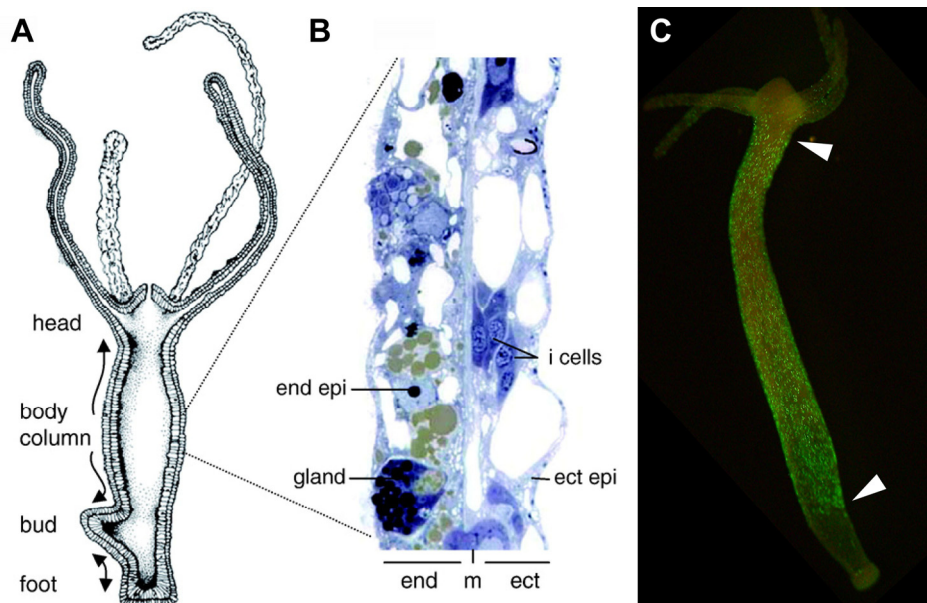 A
head
body
column
bud
foot
B
i cells
end epi
gland
ect epi
end
m
ect
C